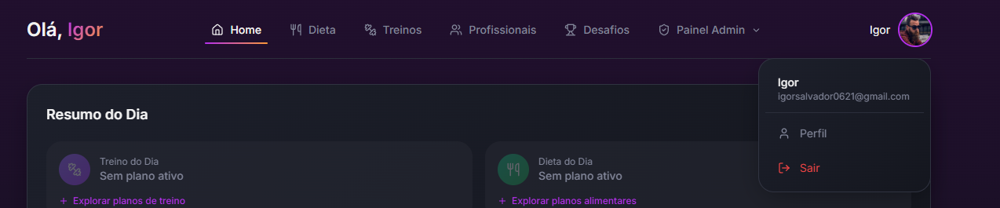 Olá, Igor
Home
Dieta
Treinos
Profissionais
Desafios
Painel Admin
Igor
Igor
igorsalvador0621@gmail.com
Perfil
Sair
Resumo do Dia
Treino do Dia
Sem plano ativo
+ Explorar planos de treino
Dieta do Dia
Sem plano ativo
+ Explorar planos alimentares